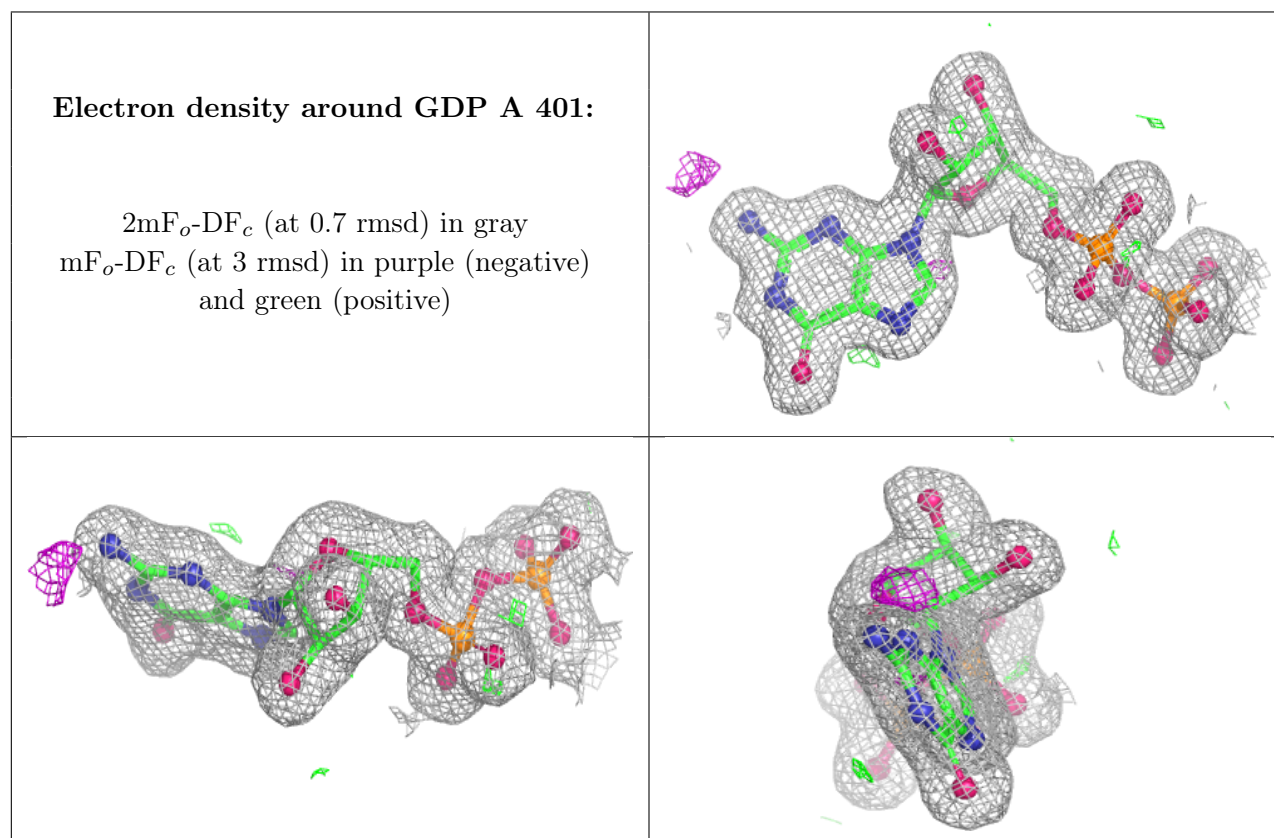 Electron density around GDP A 401:
2mFo-DFc (at 0.7 rmsd) in gray
mFo-DFc (at 3 rmsd) in purple (negative)
and green (positive)